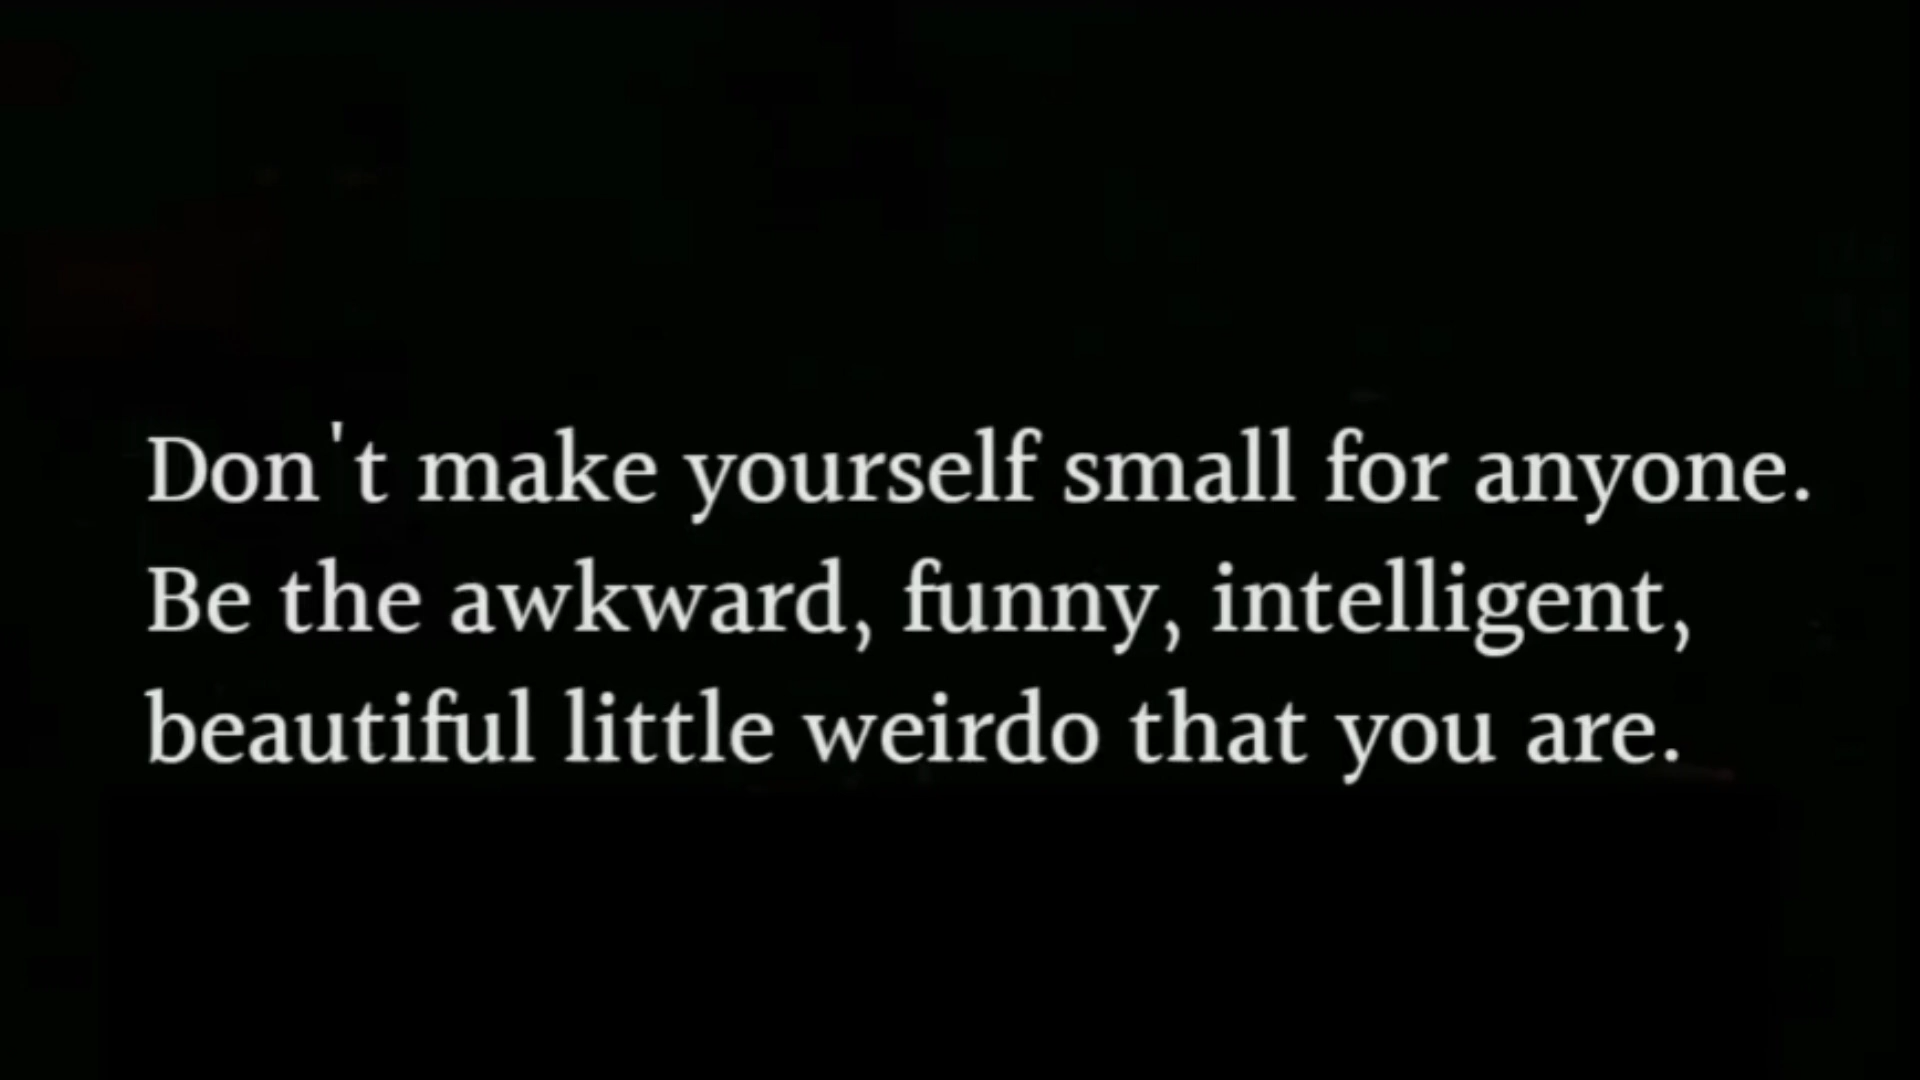 Don't make yourself small for anyone.
Be the awkward, funny, intelligent,
beautiful little weirdo that you are.